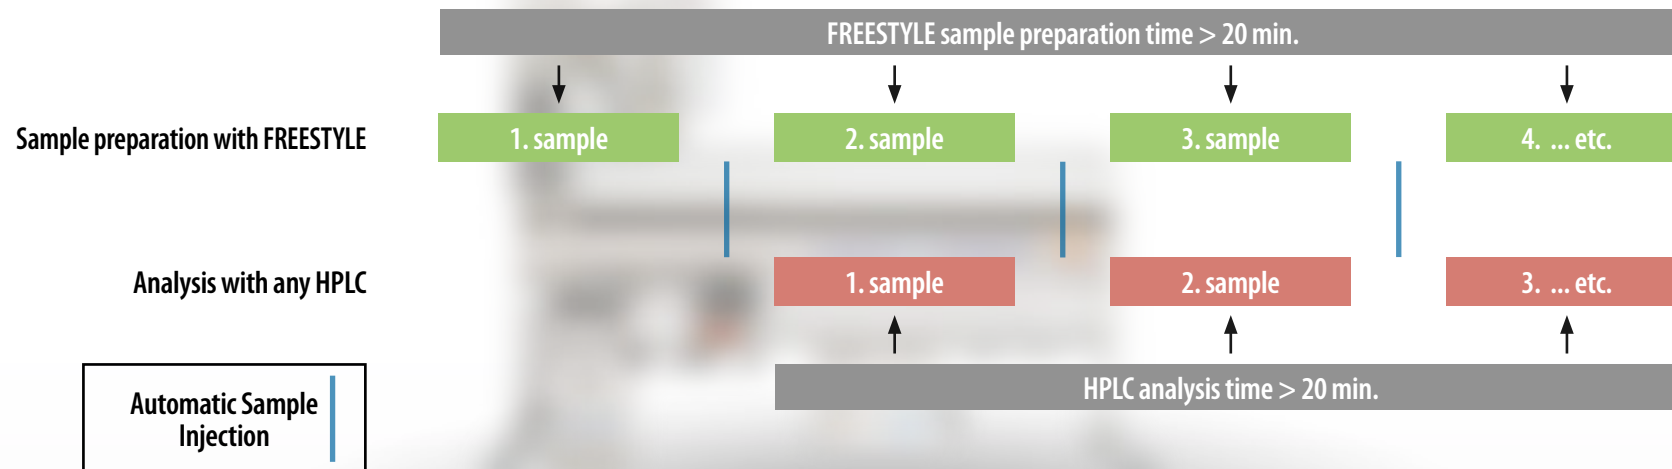 FREESTYLE sample preparation time > 20 min.
Sample preparation with FREESTYLE
1. sample
2. sample
3. sample
4. ... etc.
Analysis with any HPLC
1. sample
2. sample
3. ... etc.
HPLC analysis time > 20 min.
Automatic Sample
Injection